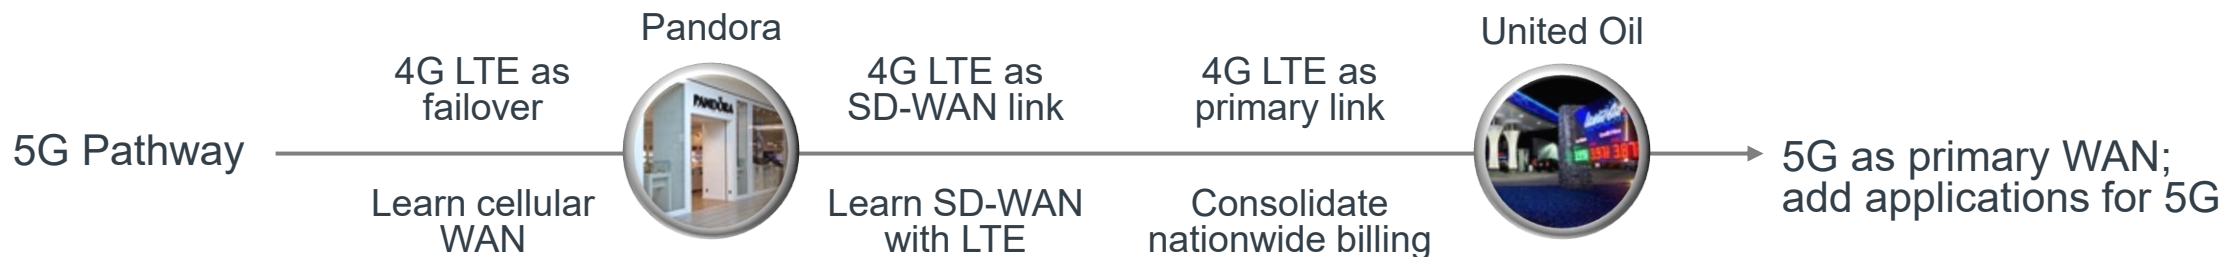 Pandora
United Oil
4G LTE as
failover
4G LTE as
SD-WAN link
4G LTE as
primary link
5G Pathway
PANDÖRA
5G as primary WAN;
add applications for 5G
Learn cellular
WAN
Learn SD-WAN
with LTE
Consolidate
nationwide billing